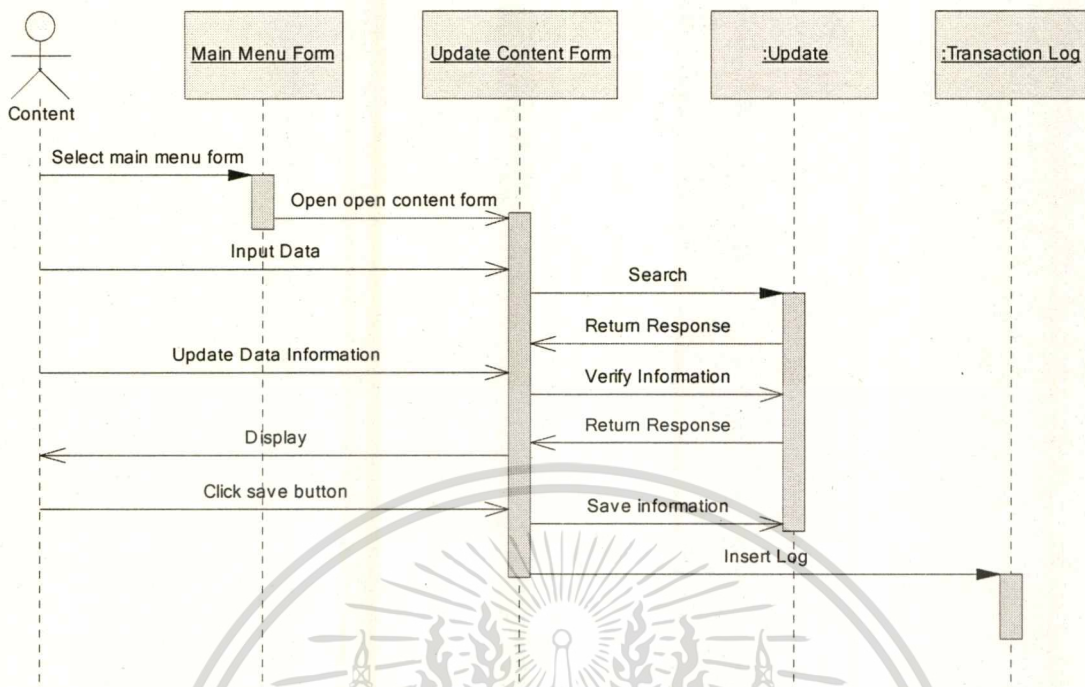 Main Menu Form
Update Content Form
:Update
:Transaction Log
Content
Select main menu form
Open open content form
Input Data
Search
Return Response
Update Data Information
Verify Information
Return Response
Display
Click save button
Save information
Insert Log